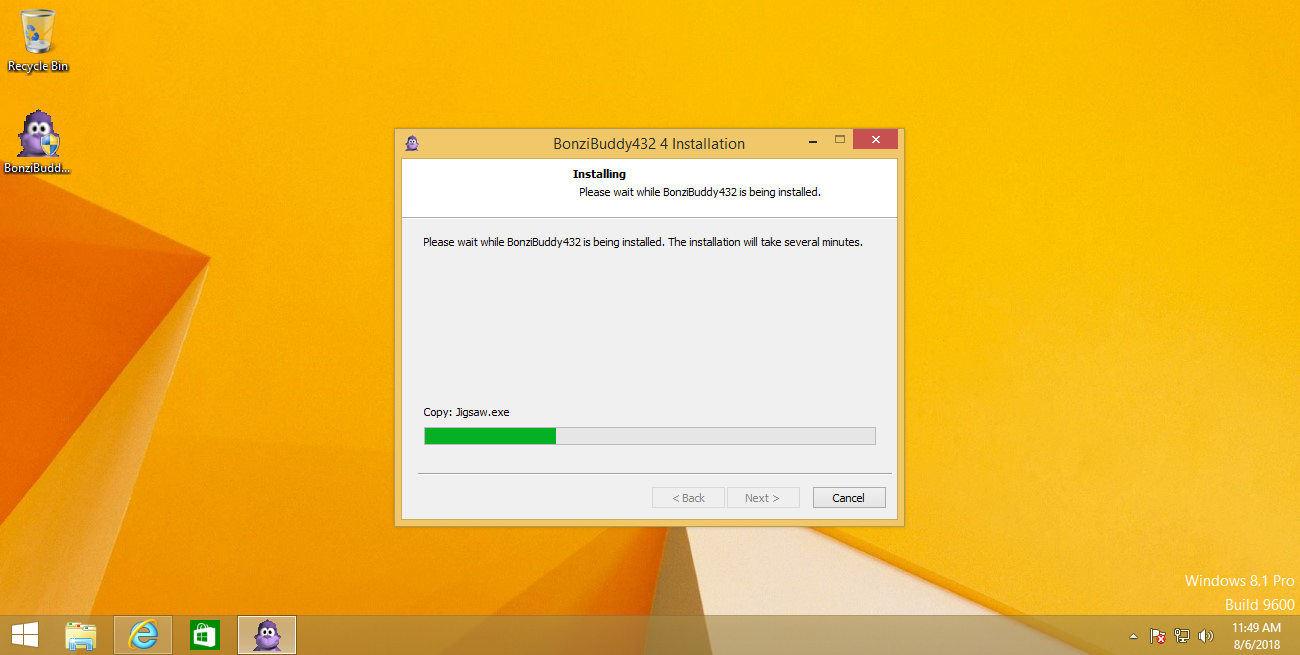 Recycle Bin
BonziBudd...
BonziBuddy432 4 Installation
Installing
Please wait while BonziBuddy432 is being installed.
Please wait while BonziBuddy432 is being installed. The installation will take several minutes.
Copy: Jigsaw.exe
< Back
Next >
Cancel
Windows 8.1 Pro
Build 9600
11:49 AM
8/6/2018